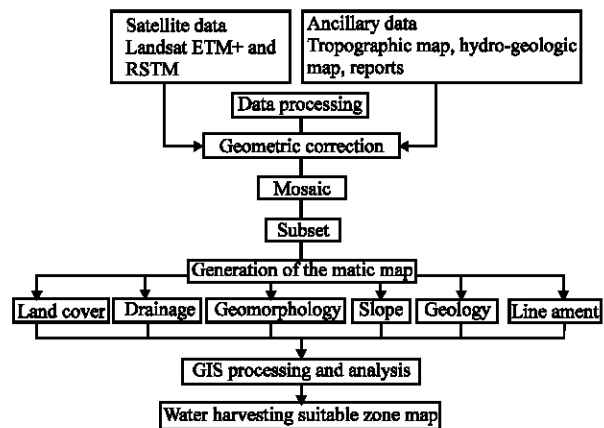 Satellite data
Landsat ETM+ and
RSTM
Ancillary data
Tropographic map, hydro-geologic
map, reports
Data processing
Geometric correction
Mosaic
Subset
Generation of the matic map
Land cover
Drainage
Geomorphology
Slope
Geology
Line ament
GIS processing and analysis
Water harvesting suitable zone map